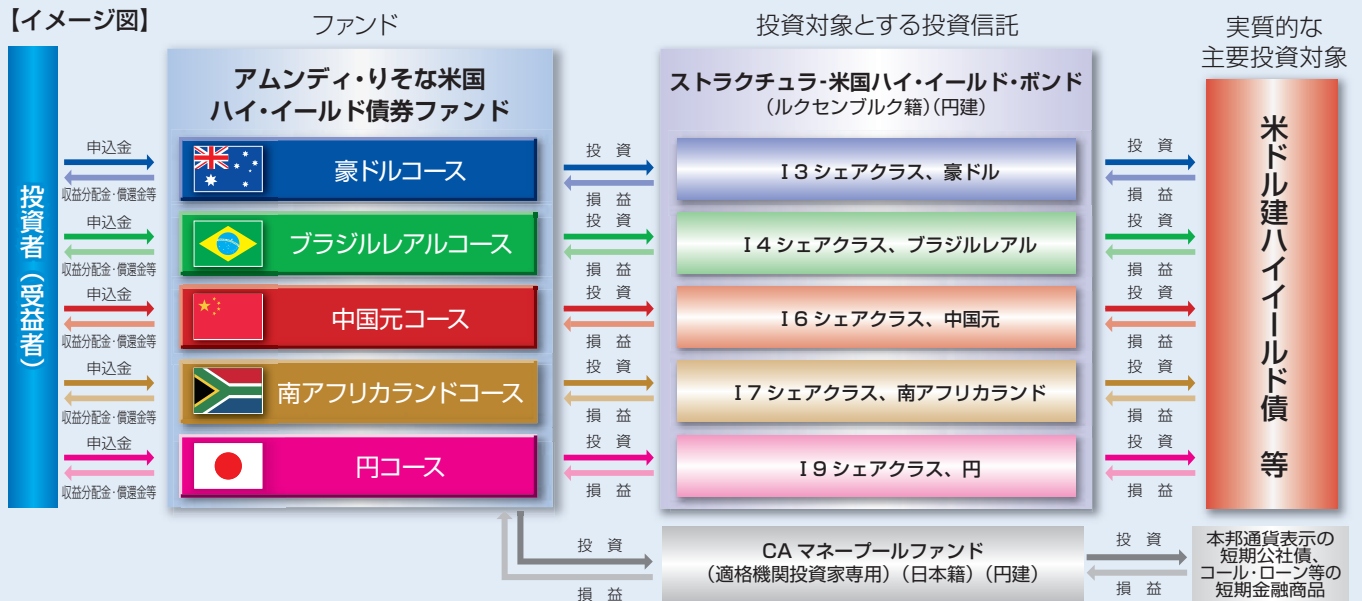 【イメージ図】
ファンド
投資対象とする投資信託
実質的な
主要投資対象
投資者（受益者）
アムンディ・りそな米国
ハイ・イールド債券ファンド
ストラクチュラ-米国ハイ・イールド・ボンド
(ルクセンブルク籍)(円建)
米ドル建ハイイールド債 等
申込金
収益分配金・償還金等
豪ドルコース
投 資
損 益
I 3 シェアクラス、豪ドル
投 資
損 益
申込金
収益分配金・償還金等
ブラジルレアルコース
投 資
損 益
I 4 シェアクラス、ブラジルレアル
投 資
損 益
申込金
収益分配金・償還金等
中国元コース
投 資
損 益
I 6 シェアクラス、中国元
投 資
損 益
申込金
収益分配金・償還金等
南アフリカランドコース
投 資
損 益
I 7 シェアクラス、南アフリカランド
投 資
損 益
申込金
収益分配金・償還金等
円コース
投 資
損 益
I 9 シェアクラス、円
投 資
損 益
投 資
損 益
CA マネープールファンド
(適格機関投資家専用)(日本籍)(円建)
投 資
損 益
本邦通貨表示の
短期公社債、
コール・ローン等の
短期金融商品